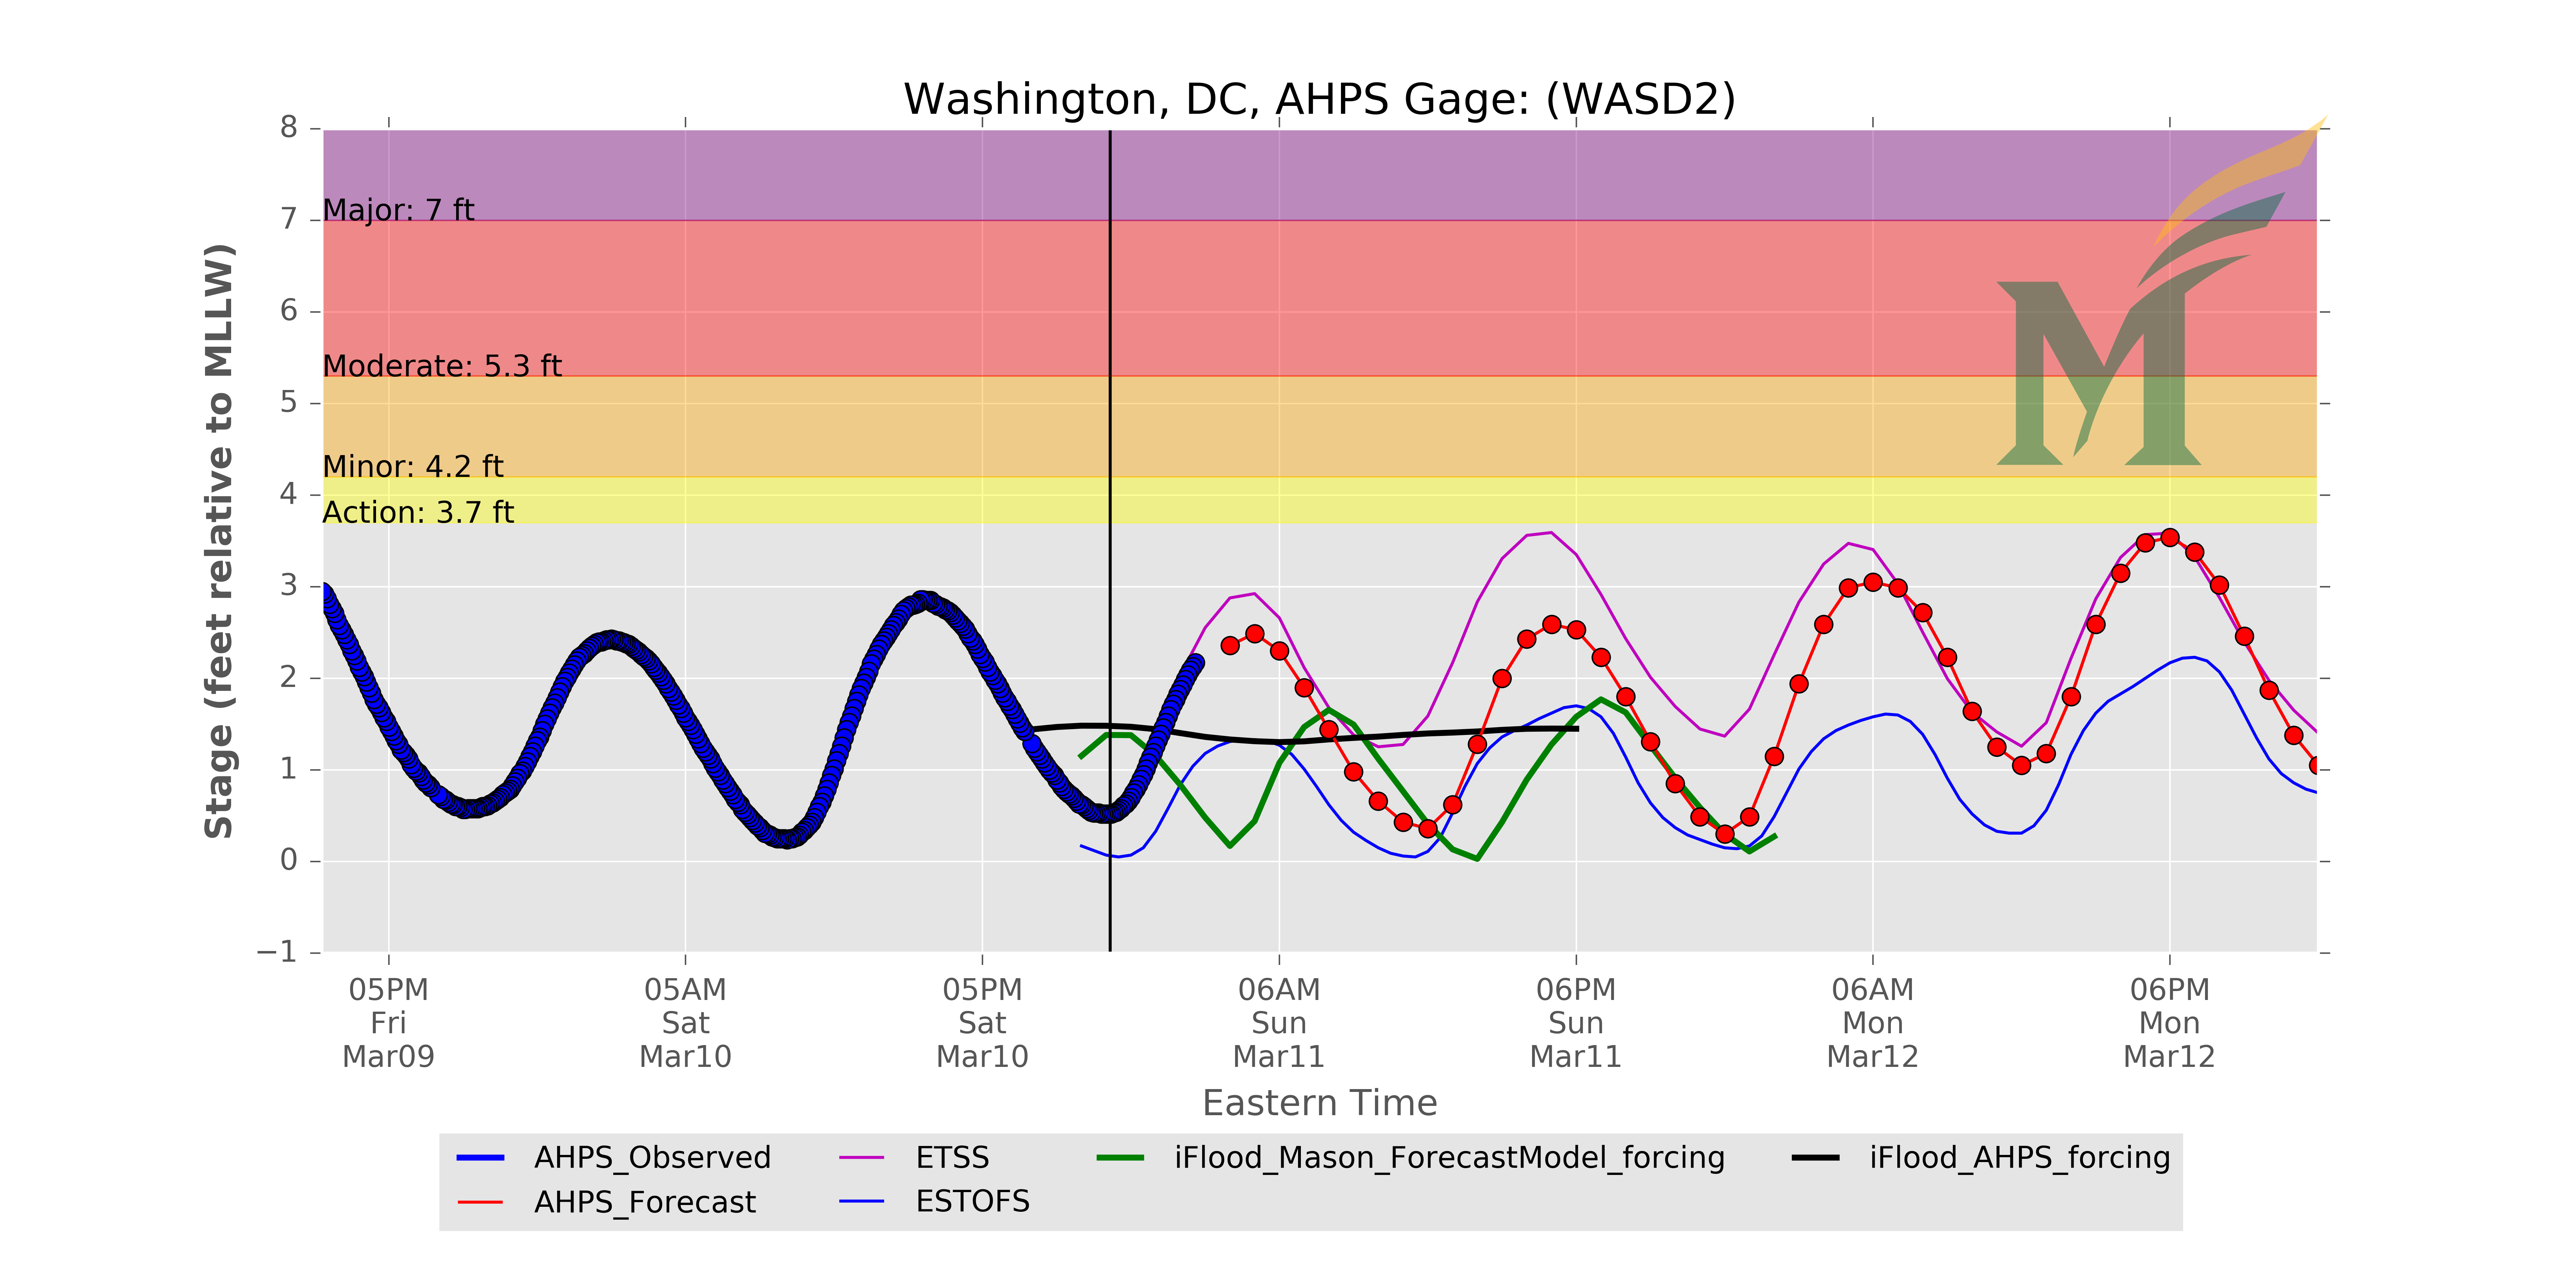 Washington, DC, AHPS Gage: (WASD2)
Stage (feet relative to MLLW)
8
7
6
5
4
3
2
1
0
−1
Major: 7 ft
Moderate: 5.3 ft
Minor: 4.2 ft
Action: 3.7 ft
M
05PM
Fri
Mar09
05AM
Sat
Mar10
05PM
Sat
Mar10
06AM
Sun
Mar11
06PM
Sun
Mar11
06AM
Mon
Mar12
06PM
Mon
Mar12
Eastern Time
AHPS_Observed
AHPS_Forecast
ETSS
ESTOFS
iFlood_Mason_ForecastModel_forcing
iFlood_AHPS_forcing